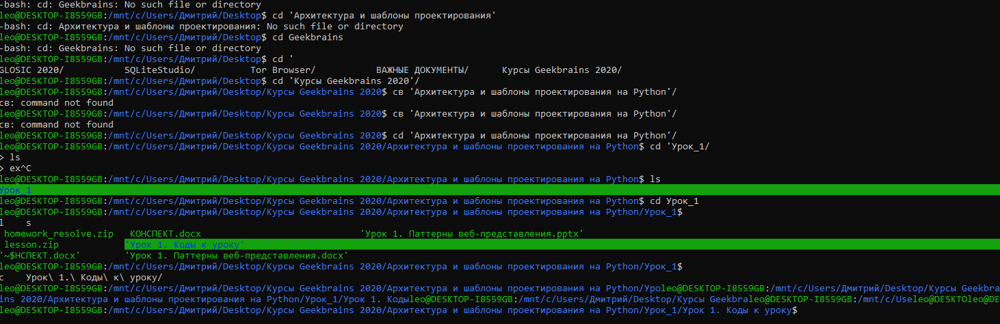 -bash: cd: Geekbrains: No such file or directory
leo@DESKTOP-I8559GB:/mnt/c/Users/Дмитрий/Desktop$ cd 'Архитектура и шаблоны проектирования'
-bash: cd: Архитектура и шаблоны проектирования: No such file or directory
leo@DESKTOP-I8559GB:/mnt/c/Users/Дмитрий/Desktop$ cd Geekbrains
-bash: cd: Geekbrains: No such file or directory
leo@DESKTOP-I8559GB:/mnt/c/Users/Дмитрий/Desktop$ cd '
GLOSIC 2020/ SQLiteStudio/ Tor Browser/ ВАЖНЫЕ ДОКУМЕНТЫ/ Курсы Geekbrains 2020/
leo@DESKTOP-I8559GB:/mnt/c/Users/Дмитрий/Desktop$ cd 'Курсы Geekbrains 2020'/
leo@DESKTOP-I8559GB:/mnt/c/Users/Дмитрий/Desktop/Курсы Geekbrains 2020$ св 'Архитектура и шаблоны проектирования на Python'/
св: command not found
leo@DESKTOP-I8559GB:/mnt/c/Users/Дмитрий/Desktop/Курсы Geekbrains 2020$ св 'Архитектура и шаблоны проектирования на Python'/
св: command not found
leo@DESKTOP-I8559GB:/mnt/c/Users/Дмитрий/Desktop/Курсы Geekbrains 2020$ cd 'Архитектура и шаблоны проектирования на Python'/
leo@DESKTOP-I8559GB:/mnt/c/Users/Дмитрий/Desktop/Курсы Geekbrains 2020/Архитектура и шаблоны проектирования на Python$ cd 'Урок_1/
> ls
> ex^C
leo@DESKTOP-I8559GB:/mnt/c/Users/Дмитрий/Desktop/Курсы Geekbrains 2020/Архитектура и шаблоны проектирования на Python$ ls
Урок_1
leo@DESKTOP-I8559GB:/mnt/c/Users/Дмитрий/Desktop/Курсы Geekbrains 2020/Архитектура и шаблоны проектирования на Python$ cd Урок_1
leo@DESKTOP-I8559GB:/mnt/c/Users/Дмитрий/Desktop/Курсы Geekbrains 2020/Архитектура и шаблоны проектирования на Python/Урок_1$
l s
homework_resolve.zip КОНСПЕКТ.docx 'Урок 1. Паттерны веб-представления.pptx'
lesson.zip 'Урок 1. Коды к уроку'
'~$НСПЕКТ.docx' 'Урок 1. Паттерны веб-представления.docx'
leo@DESKTOP-I8559GB:/mnt/c/Users/Дмитрий/Desktop/Курсы Geekbrains 2020/Архитектура и шаблоны проектирования на Python/Урок_1$
c Урок\ 1.\ Коды\ к\ уроку/
leo@DESKTOP-I8559GB:/mnt/c/Users/Дмитрий/Desktop/Курсы Geekbrains 2020/Архитектура и шаблоны проектирования на Python/Уроleo@DESKTOP-I8559GB:/mnt/c/Users/Дмитрий/Desktop/Курсы Geekbra
ins 2020/Архитектура и шаблоны проектирования на Python/Урок_1/Урок 1. Кодыleo@DESKTOP-I8559GB:/mnt/c/Users/Дмитрий/Desktop/Курсы Geekbraleo@DESKTOP-I8559GB:/mnt/c/Useleo@DESKTOleo@DE
leo@DESKTOP-I8559GB:/mnt/c/Users/Дмитрий/Desktop/Курсы Geekbrains 2020/Архитектура и шаблоны проектирования на Python/Урок_1/Урок 1. Коды к уроку$